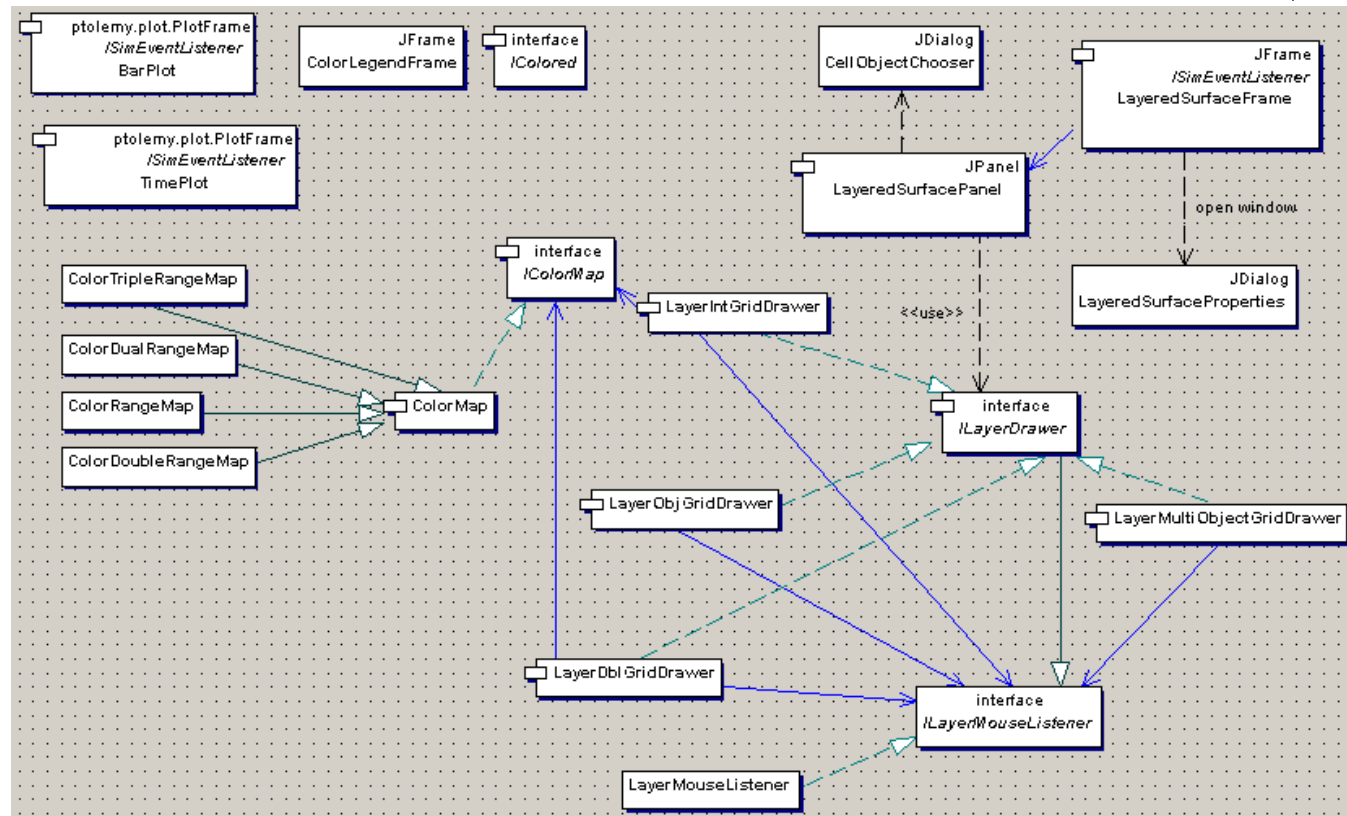 ptolemy.plot.PlotFrame
ISimEventListener
BarPlot
JFrame
ColorLegendFrame
interface
IColored
JDialog
CellObjectChooser
JFrame
ISimEventListener
LayeredSurfaceFrame
ptolemy.plot.PlotFrame
ISimEventListener
TimePlot
JPanel
LayeredSurfacePanel
open window
interface
IColorMap
ColorTripleRangeMap
JDialog
LayeredSurfaceProperties
LayerIntGridDrawer
<<use>>
ColorDualRangeMap
ColorRangeMap
ColorMap
interface
ILayerDrawer
ColorDoubleRangeMap
LayerObjGridDrawer
LayerMultiObjectGridDrawer
LayerDblGridDrawer
interface
ILayerMouseListener
LayerMouseListener